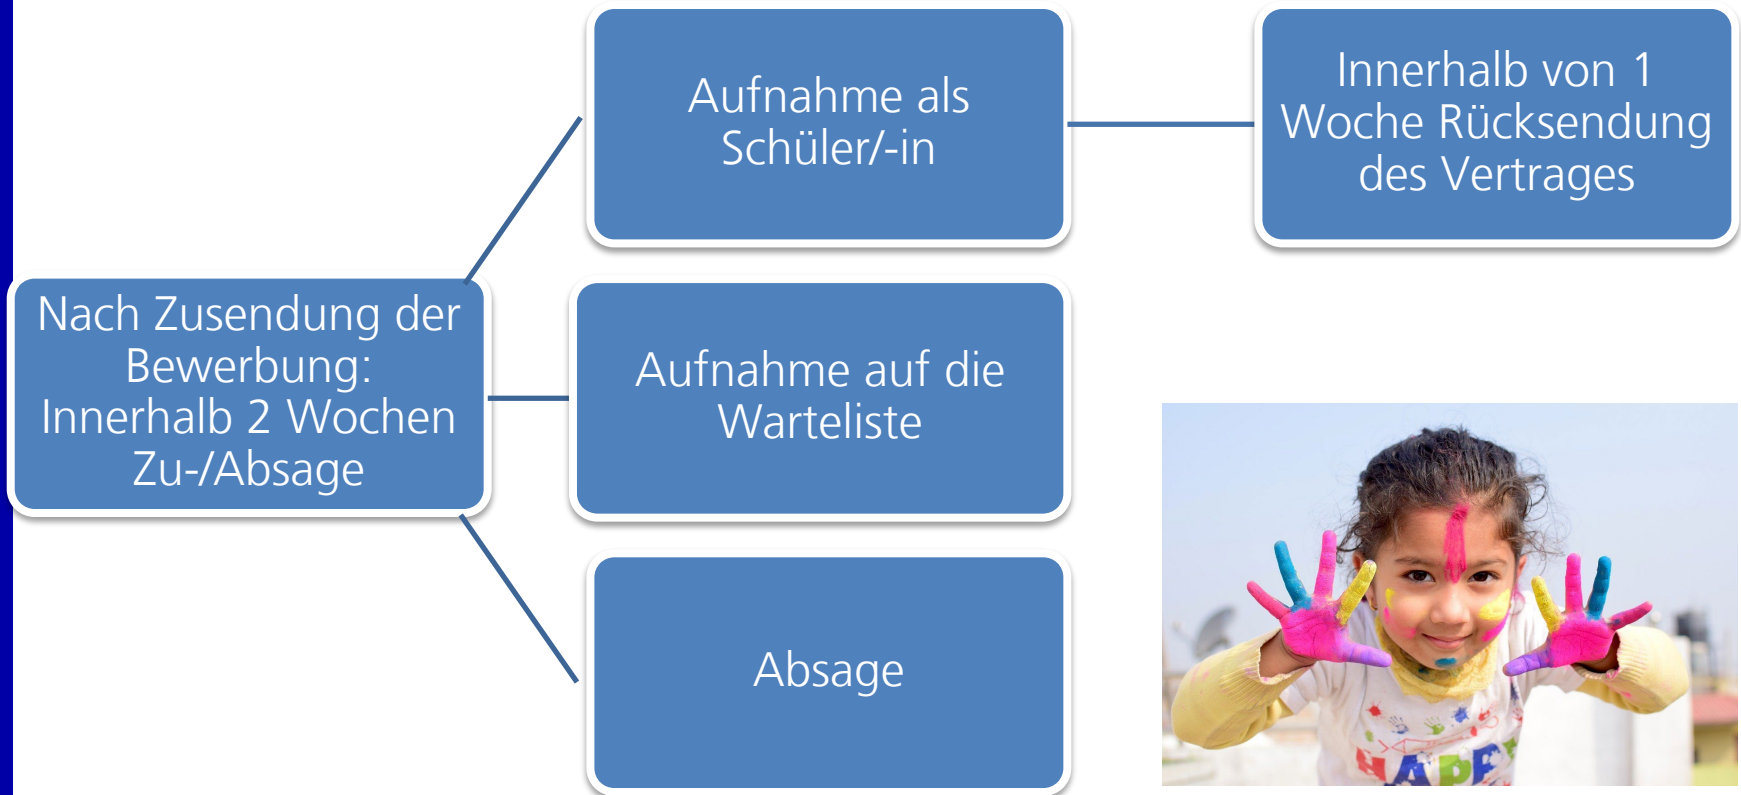 Aufnahme als
Schüler/-in
Innerhalb von 1
Woche Rücksendung
des Vertrages
Nach Zusendung der
Bewerbung:
Innerhalb 2 Wochen
Zu-/Absage
Aufnahme auf die
Warteliste
Absage
HAPPY